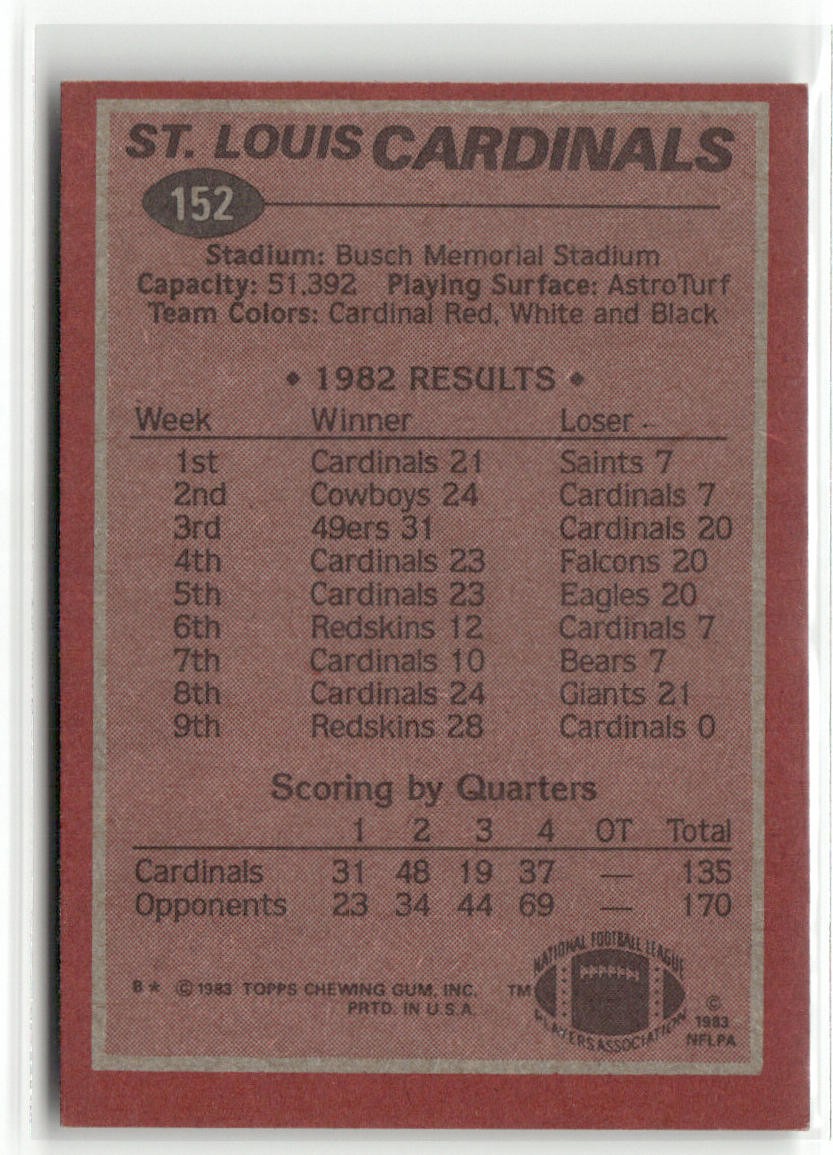 ST. LOUIS CARDINALS
152
Stadium: Busch Memorial Stadium
Capacity: 51,392 Playing Surface: AstroTurf
Team Colors: Cardinal Red, White and Black
◆ 1982 RESULTS ◆
Week Winner Loser
1st Cardinals 21 Saints 7
2nd Cowboys 24 Cardinals 7
3rd 49ers 31 Cardinals 20
4th Cardinals 23 Falcons 20
5th Cardinals 23 Eagles 20
6th Redskins 12 Cardinals 7
7th Cardinals 10 Bears 7
8th Cardinals 24 Giants 21
9th Redskins 28 Cardinals 0
Scoring by Quarters
1 2 3 4 OT Total
Cardinals 31 48 19 37 — 135
Opponents 23 34 44 69 — 170
NATIONAL FOOTBALL LEAGUE
PLAYERS ASSOCIATION
B* © 1983 TOPPS CHEWING GUM, INC. TM
PRTD. IN U.S.A.
© 1983 NFLPA